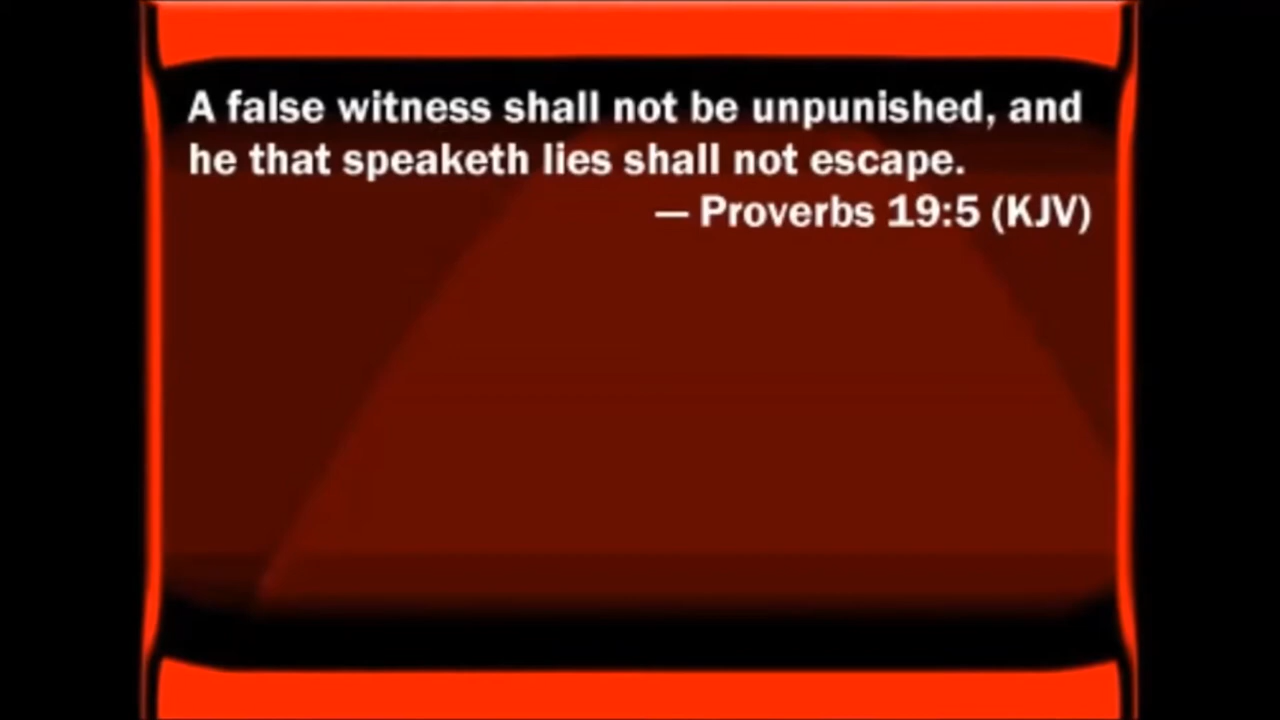 A false witness shall not be unpunished, and
he that speaketh lies shall not escape.
— Proverbs 19:5 (KJV)